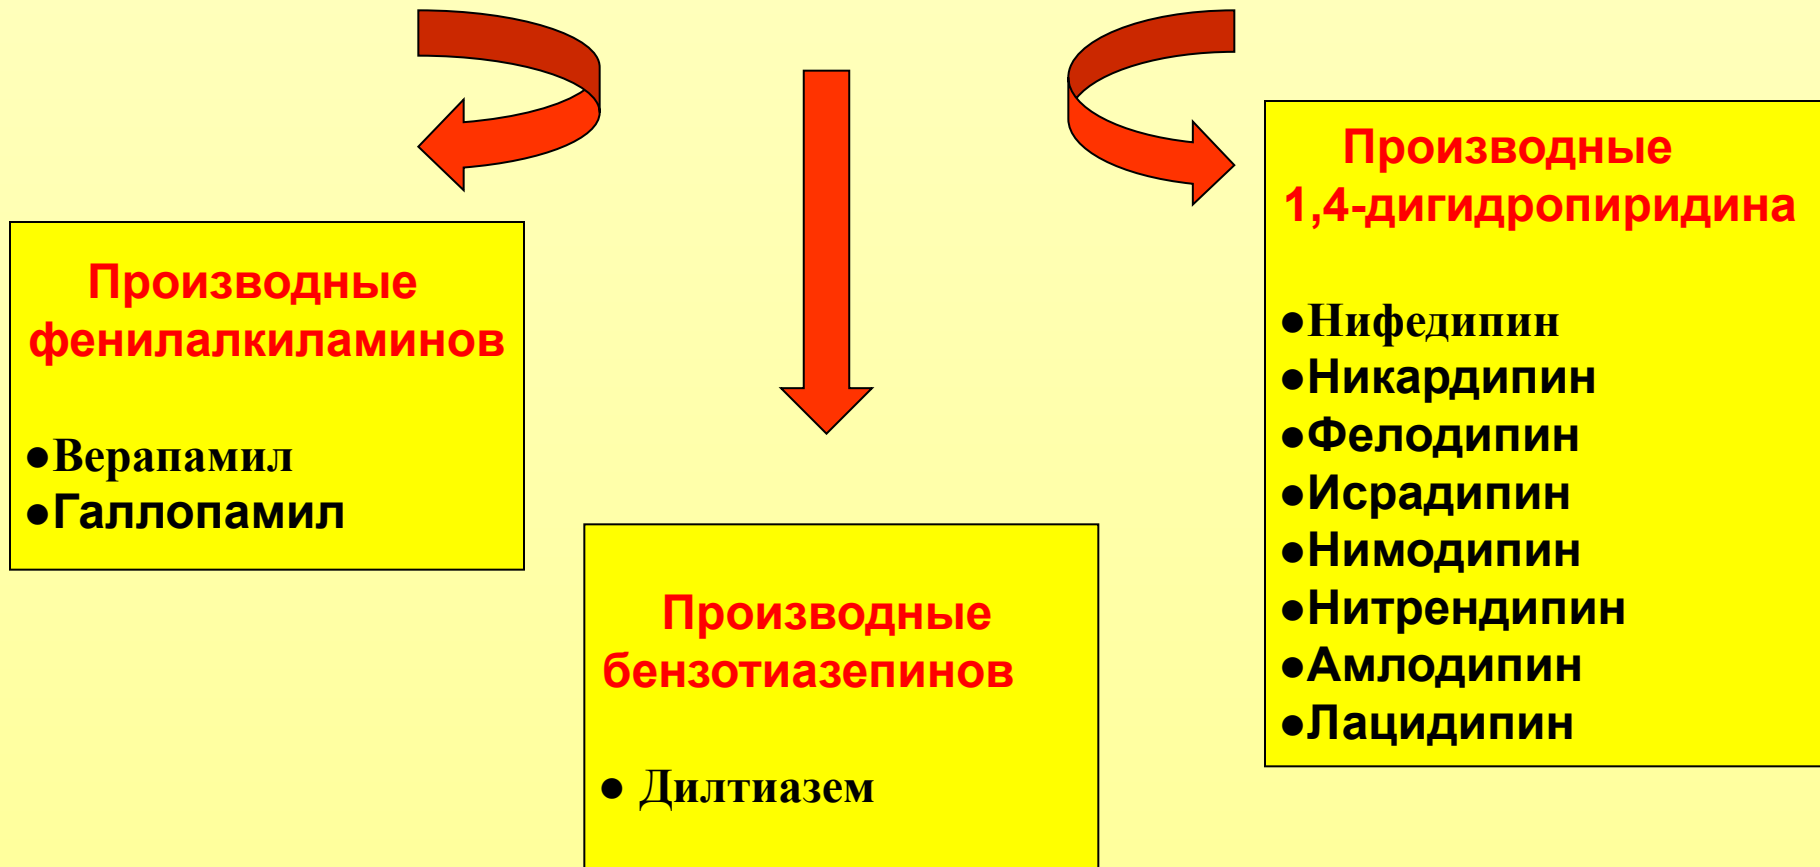 Производные
фенилалкиламинов
●Верапамил
●Галлопамил
Производные
бензотиазепинов
● Дилтиазем
Производные
1,4-дигидропиридина
●Нифедипин
●Никардипин
●Фелодипин
●Исрадипин
●Нимодипин
●Нитрендипин
●Амлодипин
●Лацидипин